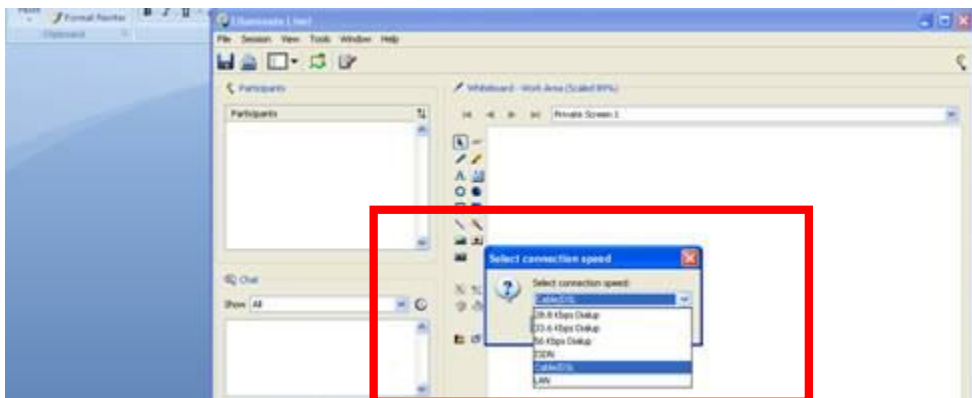 Format Painter
B I U
Clipboard
Elluminate Live!
File Session View Tools Window Help
Participants
Participants
Whiteboard - Work Area (Scaled 89%)
Private Screen 1
A
Select connection speed
Select connection speed:
Cable/DSL
28.8 Kbps Dialup
33.6 Kbps Dialup
56 Kbps Dialup
ISDN
Cable/DSL
LAN
Chat
Show All